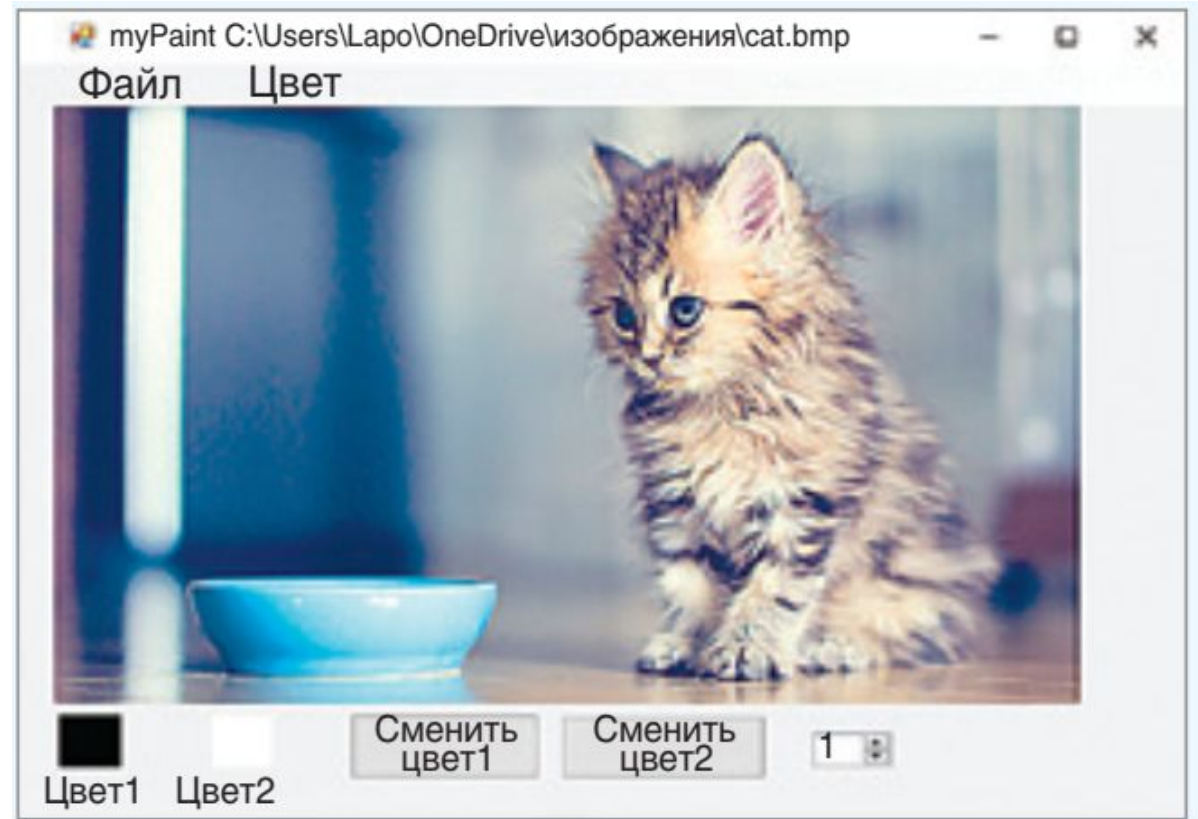 myPaint C:\Users\Lapo\OneDrive\изображения\cat.bmp
Файл Цвет
Цвет1 Цвет2
Сменить цвет1
Сменить цвет2
1